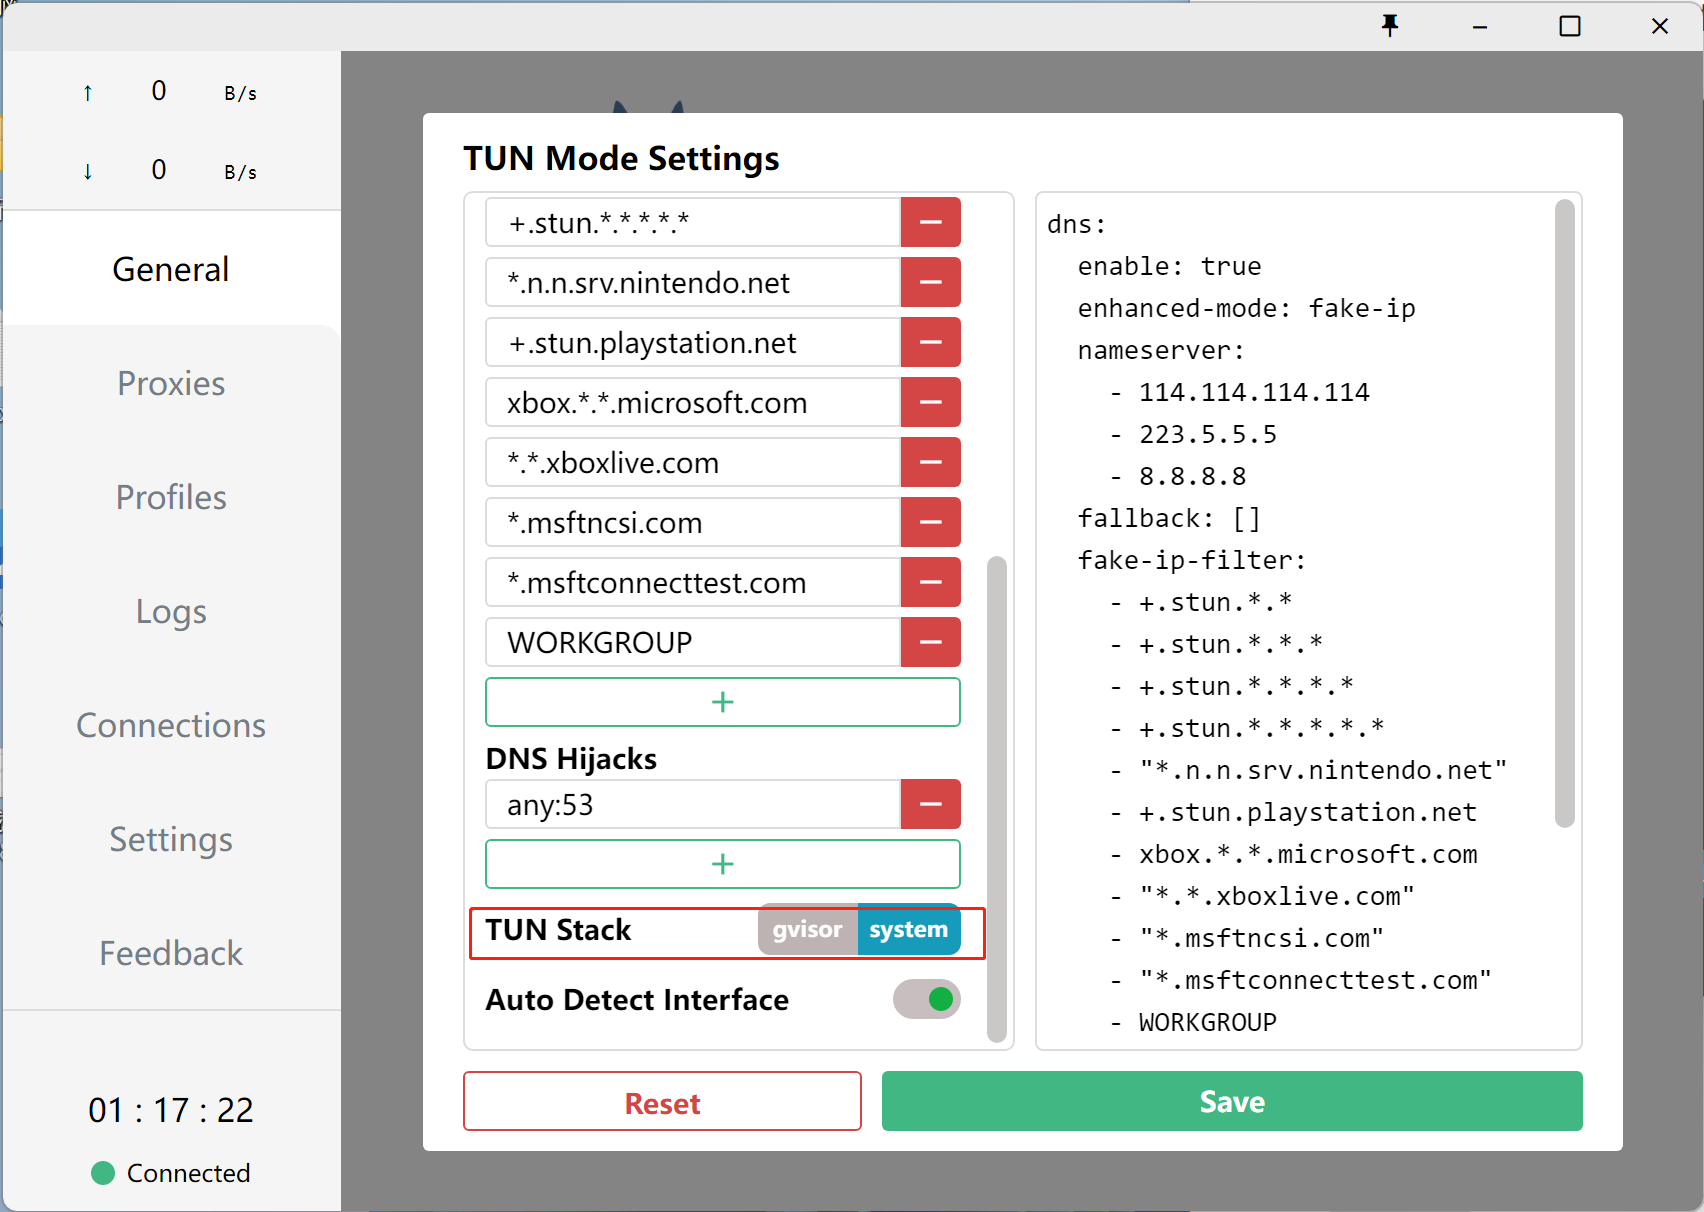 ↑ 0 B/s
↓ 0 B/s
General
Proxies
Profiles
Logs
Connections
Settings
Feedback
01 : 17 : 22
Connected
TUN Mode Settings
+.stun.*.*.*.*.*
*.n.n.srv.nintendo.net
+.stun.playstation.net
xbox.*.*.microsoft.com
*.*.xboxlive.com
*.msftncsi.com
*.msftconnecttest.com
WORKGROUP
+
DNS Hijacks
any:53
+
TUN Stack gvisor system
Auto Detect Interface
dns:
enable: true
enhanced-mode: fake-ip
nameserver:
- 114.114.114.114
- 223.5.5.5
- 8.8.8.8
fallback: []
fake-ip-filter:
- +.stun.*.*
- +.stun.*.*.*
- +.stun.*.*.*.*
- +.stun.*.*.*.*.*
- "*.n.n.srv.nintendo.net"
- +.stun.playstation.net
- xbox.*.*.microsoft.com
- "*.*.xboxlive.com"
- "*.msftncsi.com"
- "*.msftconnecttest.com"
- WORKGROUP
Reset
Save